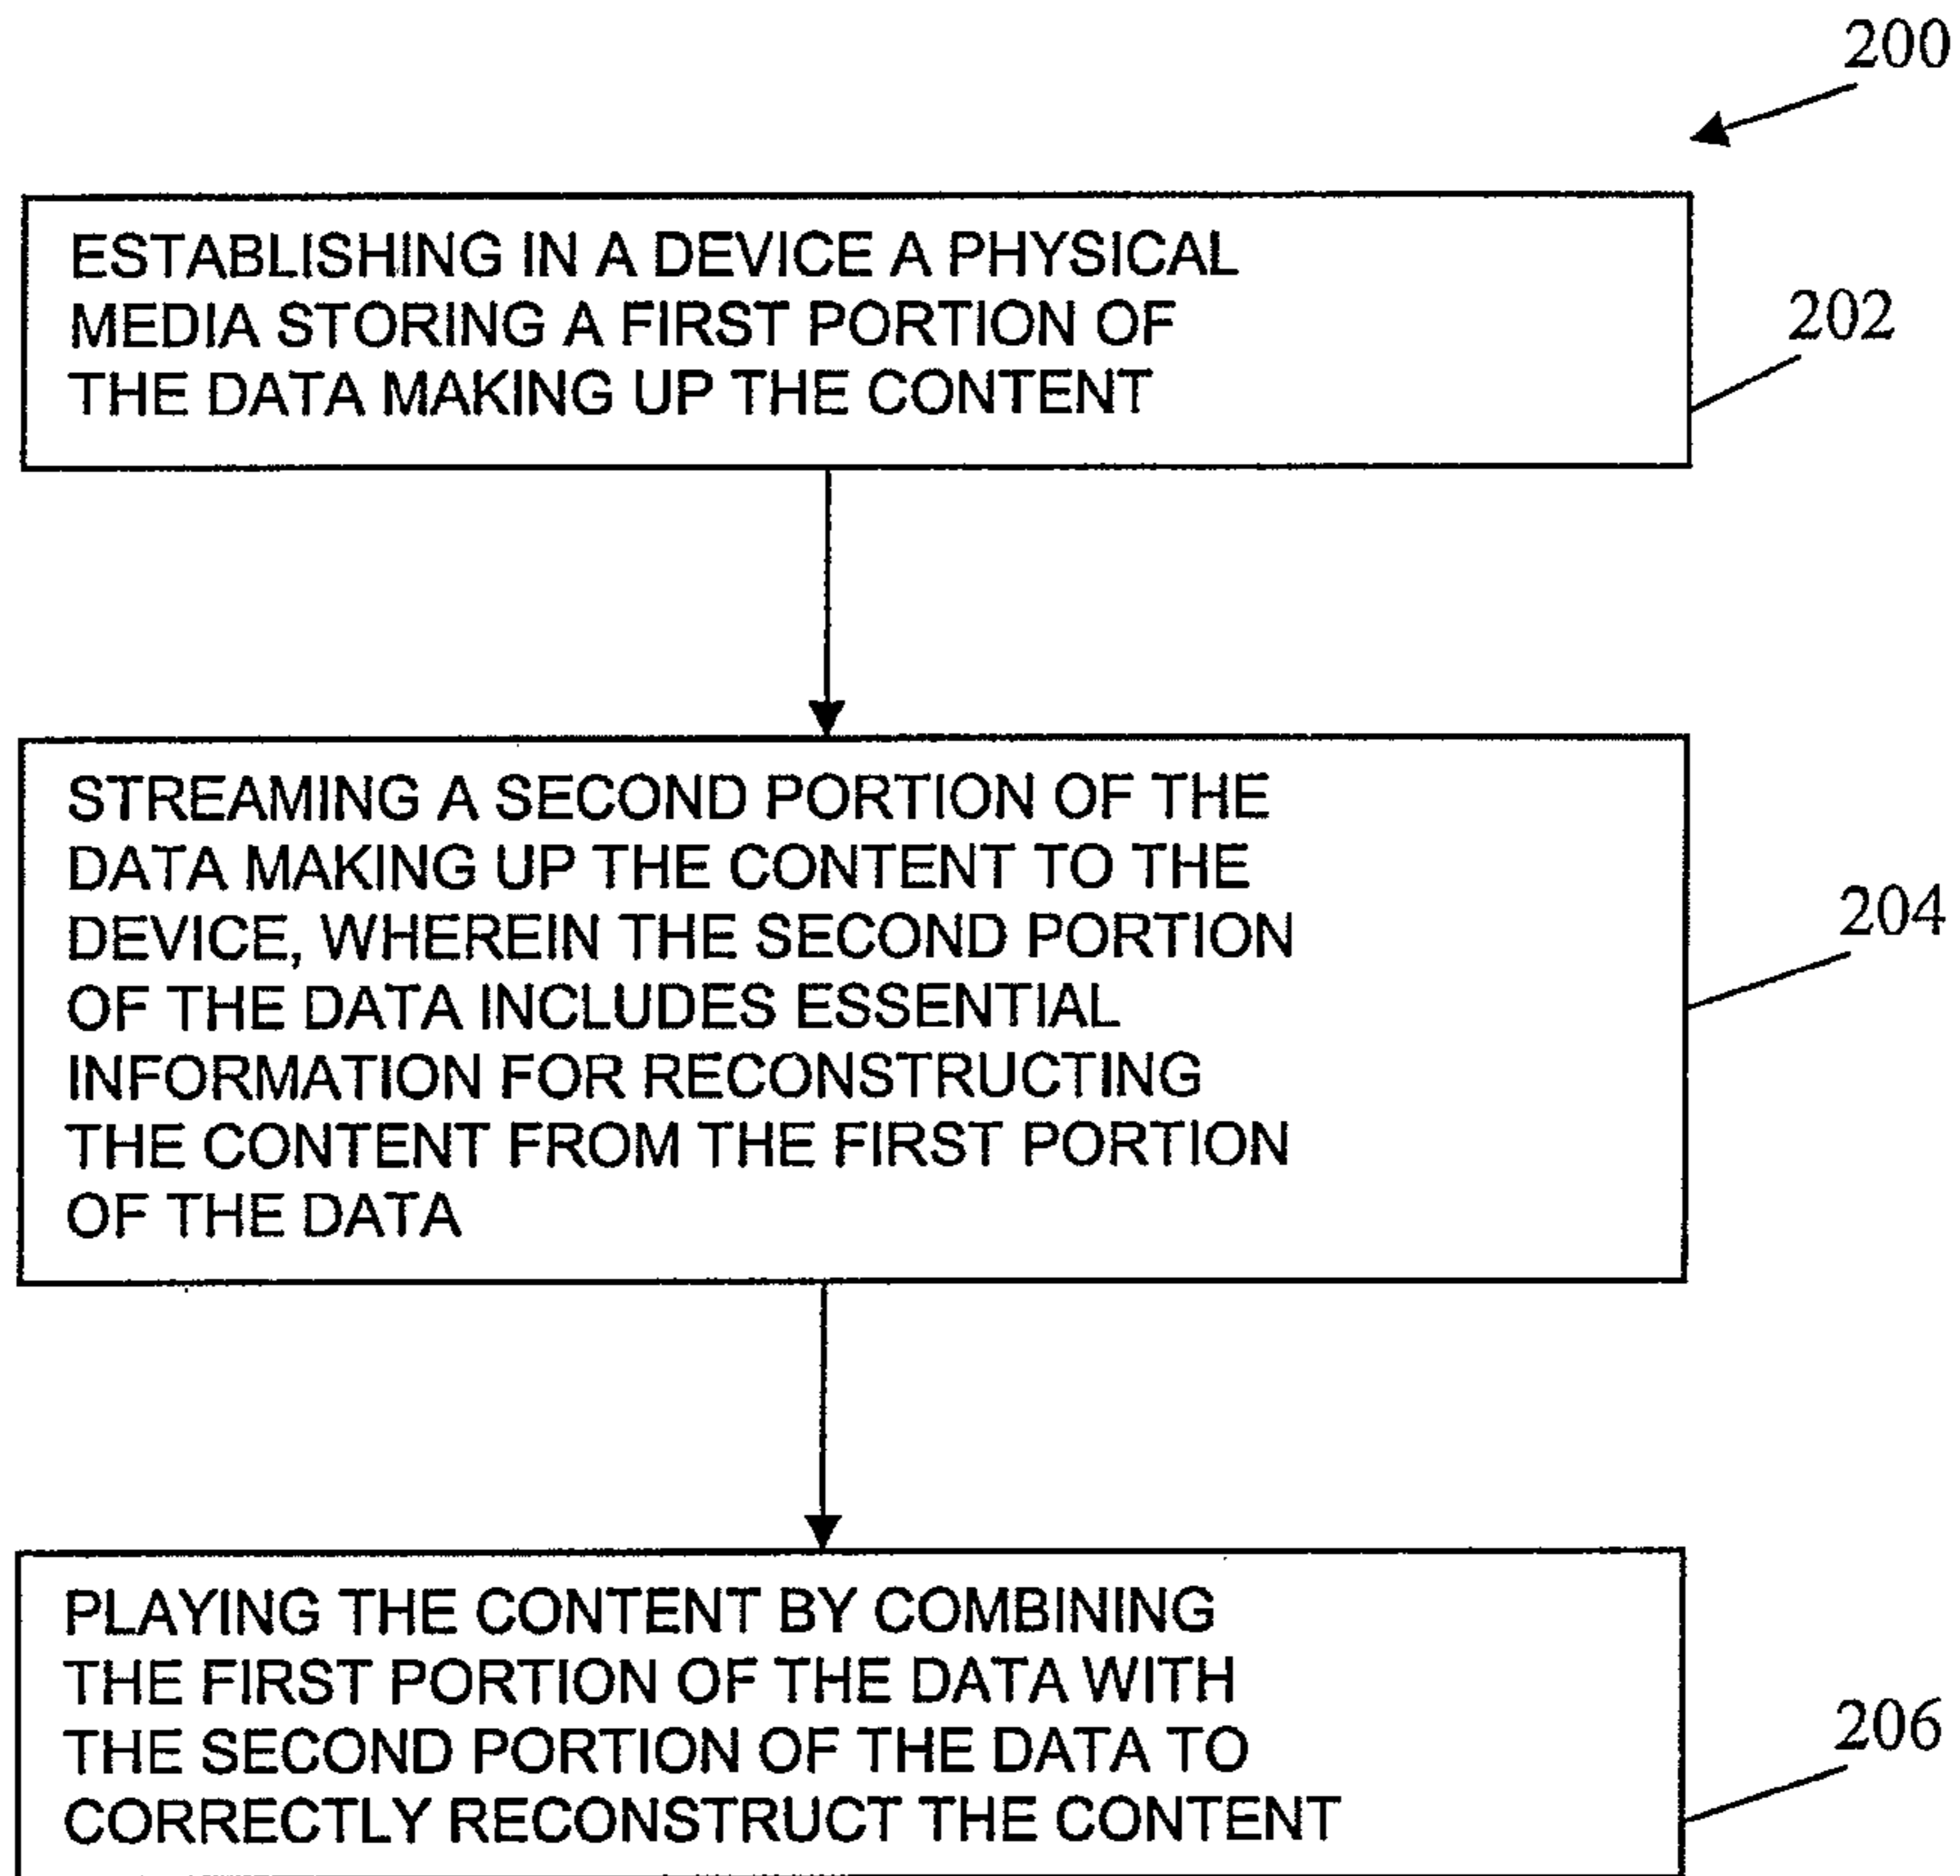 200
ESTABLISHING IN A DEVICE A PHYSICAL
MEDIA STORING A FIRST PORTION OF
THE DATA MAKING UP THE CONTENT
202
STREAMING A SECOND PORTION OF THE
DATA MAKING UP THE CONTENT TO THE
DEVICE, WHEREIN THE SECOND PORTION
OF THE DATA INCLUDES ESSENTIAL
INFORMATION FOR RECONSTRUCTING
THE CONTENT FROM THE FIRST PORTION
OF THE DATA
204
PLAYING THE CONTENT BY COMBINING
THE FIRST PORTION OF THE DATA WITH
THE SECOND PORTION OF THE DATA TO
CORRECTLY RECONSTRUCT THE CONTENT
206